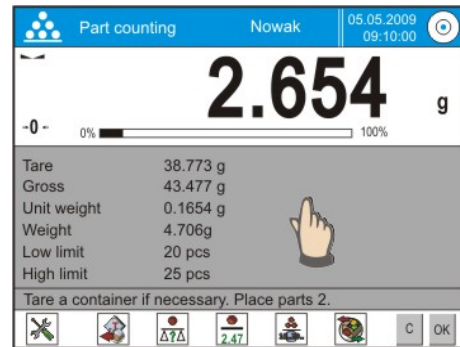 Part counting Nowak 05.05.2009
09:10:00
2.654 g
-0- 0% 100%
Tare 38.773 g
Gross 43.477 g
Unit weight 0.1654 g
Weight 4.706g
Low limit 20 pcs
High limit 25 pcs
Tare a container if necessary. Place parts 2.
Δ?Δ 2.47 C OK